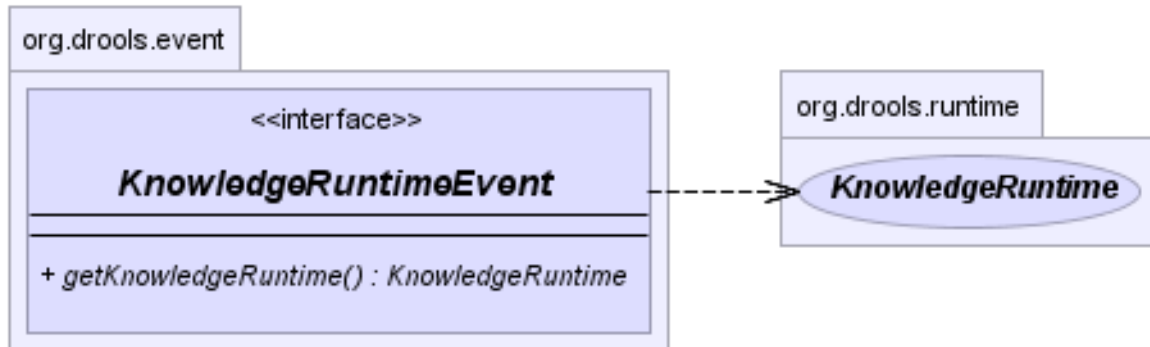 org.drools.event
<<interface>>
KnowledgeRuntimeEvent
+ getKnowledgeRuntime() : KnowledgeRuntime
org.drools.runtime
KnowledgeRuntime